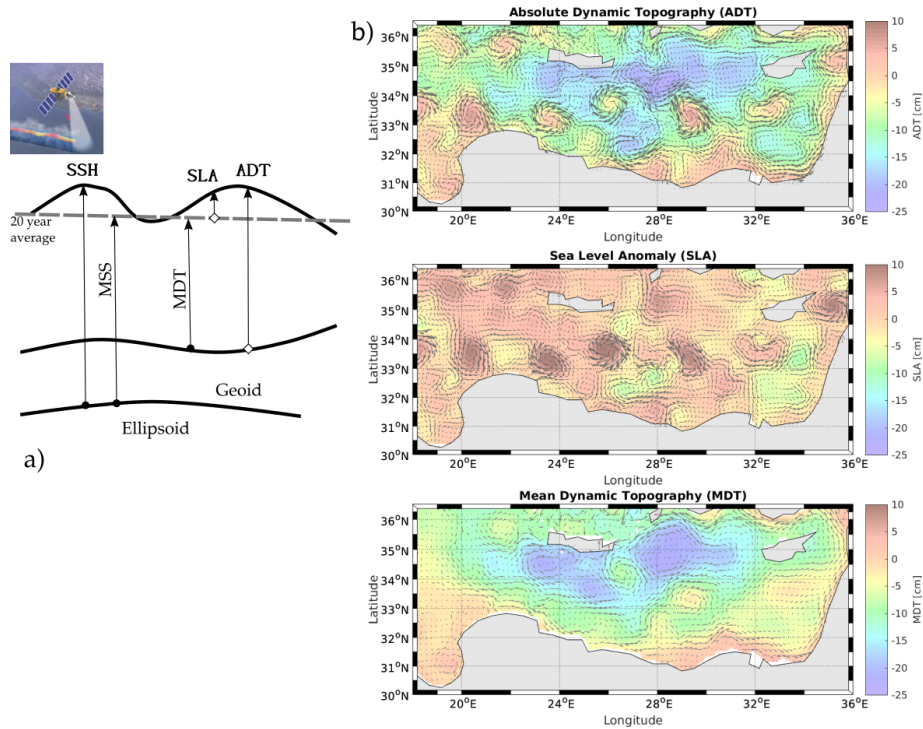 SSH
SLA
ADT
20 year
average
MSS
MDT
Geoid
Ellipsoid
a)
b)
Absolute Dynamic Topography (ADT)
36°N
35°N
34°N
33°N
32°N
31°N
30°N
Latitude
20°E
24°E
28°E
32°E
36°E
Longitude
10
5
0
-5
-10
-15
-20
-25
ADT [cm]
Sea Level Anomaly (SLA)
36°N
35°N
34°N
33°N
32°N
31°N
30°N
Latitude
20°E
24°E
28°E
32°E
36°E
Longitude
10
5
0
-5
-10
-15
-20
-25
SLA [cm]
Mean Dynamic Topography (MDT)
36°N
35°N
34°N
33°N
32°N
31°N
30°N
Latitude
20°E
24°E
28°E
32°E
36°E
Longitude
10
5
0
-5
-10
-15
-20
-25
MDT [cm]